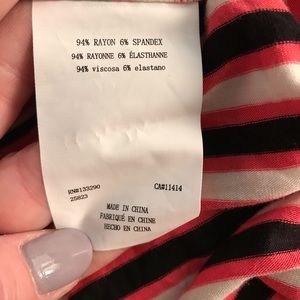 94% RAYON 6% SPANDEX
94% RAYONNE 6% ÉLASTHANNE
94% viscosa 6% elastano
RN#133290 CA#11414
25823
MADE IN CHINA
FABRIQUÉ EN CHINE
HECHO EN CHINA